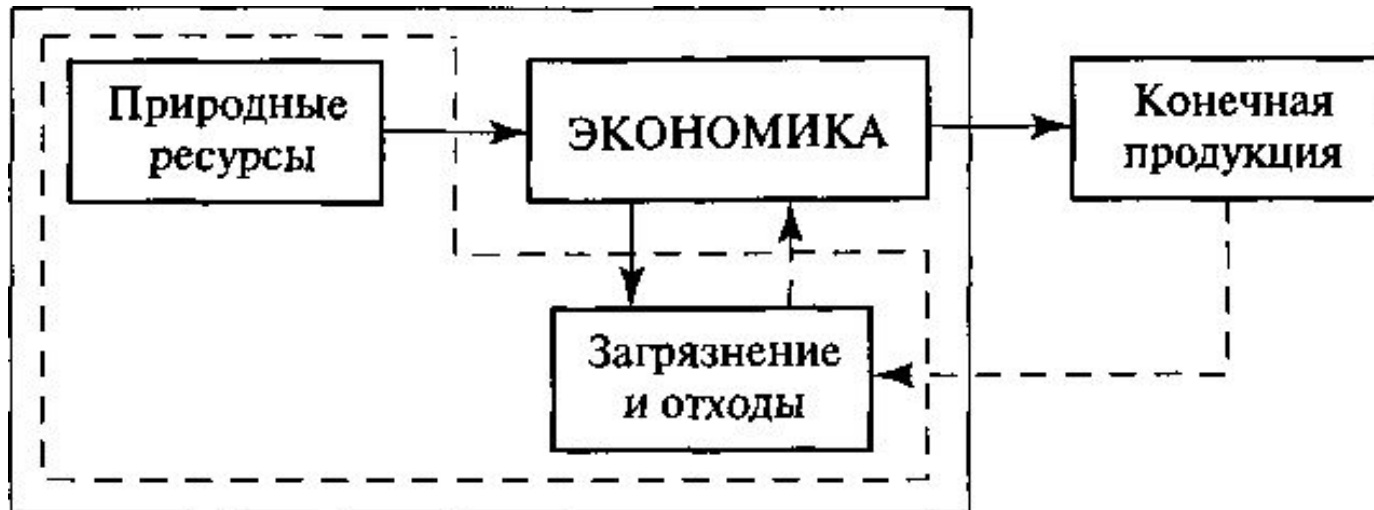 Природные
ресурсы
ЭКОНОМИКА
Конечная
продукция
Загрязнение
и отходы